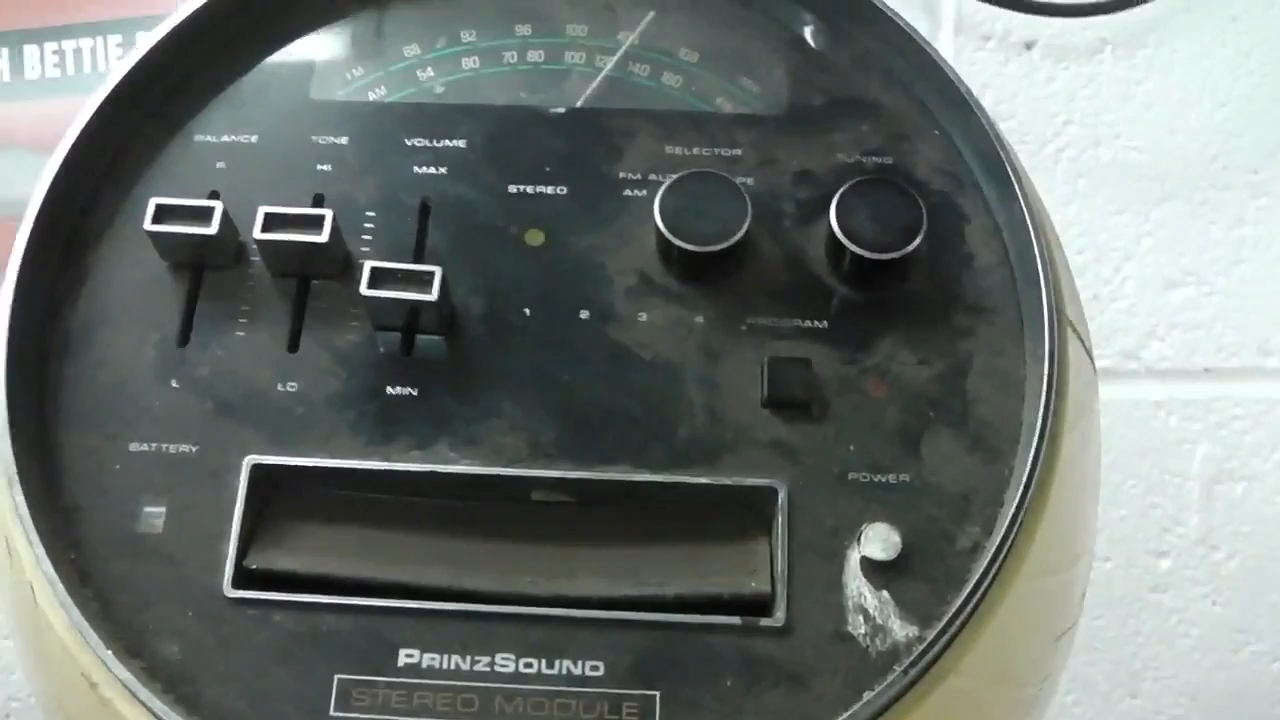 H BETTIE
88 92 96 100 108
FM
54 60 70 80 100 120 140 160
AM
BALANCE TONE VOLUME
R HI MAX
STEREO
SELECTOR
FM
AM
TUNING
1 2 3 4
PROGRAM
L LO MIN
BATTERY
POWER
PRINZSOUND
STEREO MODULE